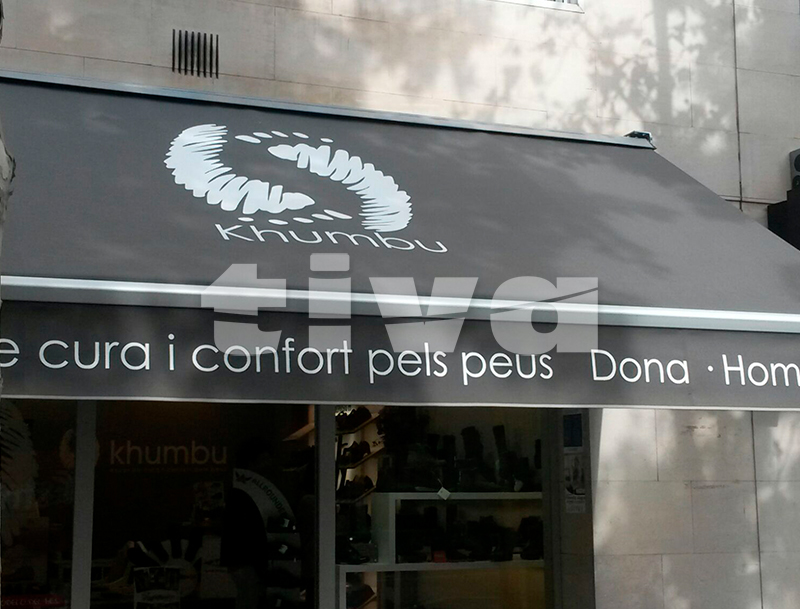 khumbu
tiva
e cura i confort pels peus Dona · Hom
khumbu